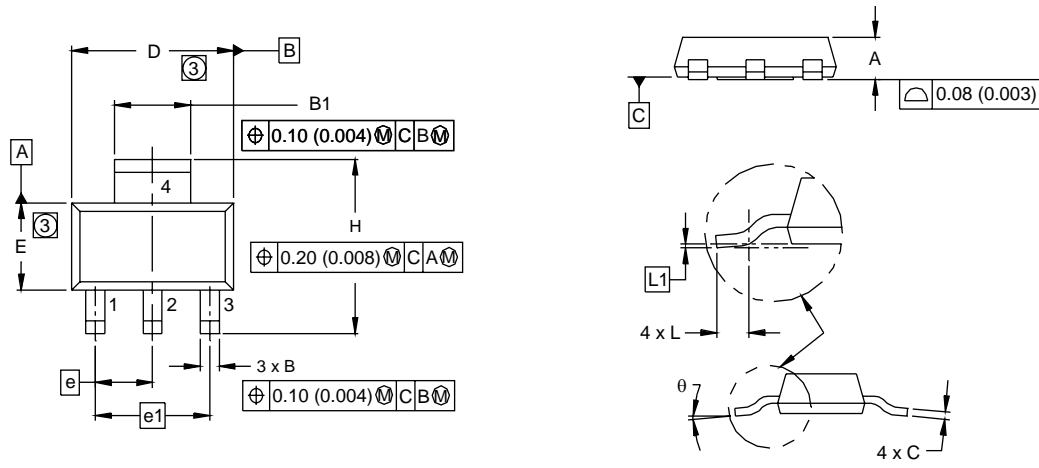 D
③
B
B1
⌖ 0.10 (0.004) Ⓜ C B Ⓜ
A
4
③
E
H
⌖ 0.20 (0.008) Ⓜ C A Ⓜ
1 2 3
3 x B
e
e1
⌖ 0.10 (0.004) Ⓜ C B Ⓜ
A
C
⌓ 0.08 (0.003)
L1
4 x L
θ
4 x C